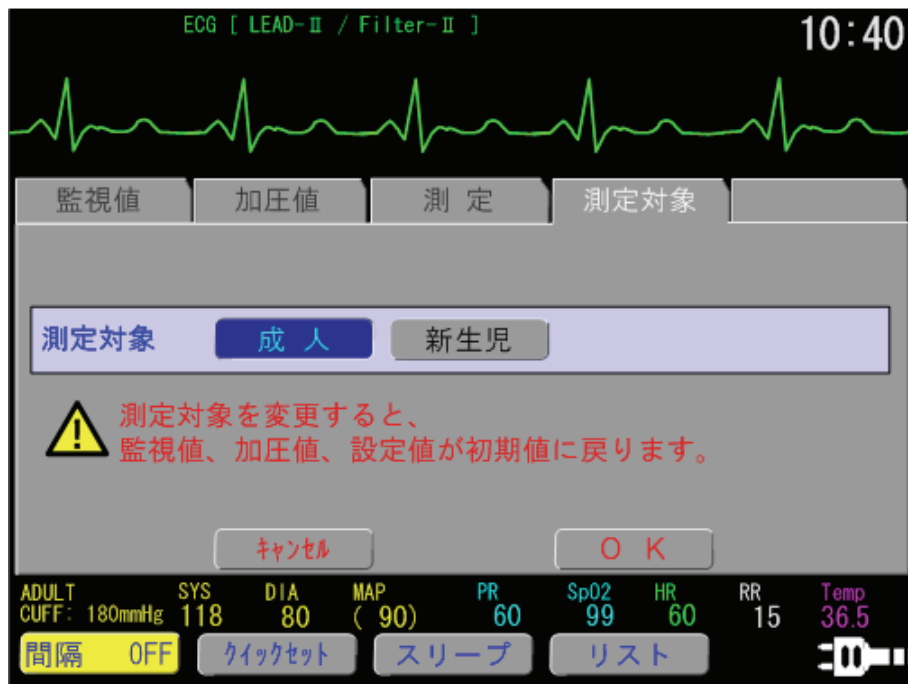 ECG [ LEAD-Ⅱ / Filter-Ⅱ ]
10:40
監視値 加圧値 測 定 測定対象
測定対象 成 人 新生児
測定対象を変更すると、
監視値、加圧値、設定値が初期値に戻ります。
ｷｬﾝｾﾙ O K
ADULT SYS DIA MAP PR SpO2 HR RR Temp
CUFF: 180mmHg 118 80 ( 90) 60 99 60 15 36.5
間隔 OFF ｸｲｯｸｾｯﾄ スリープ リスト